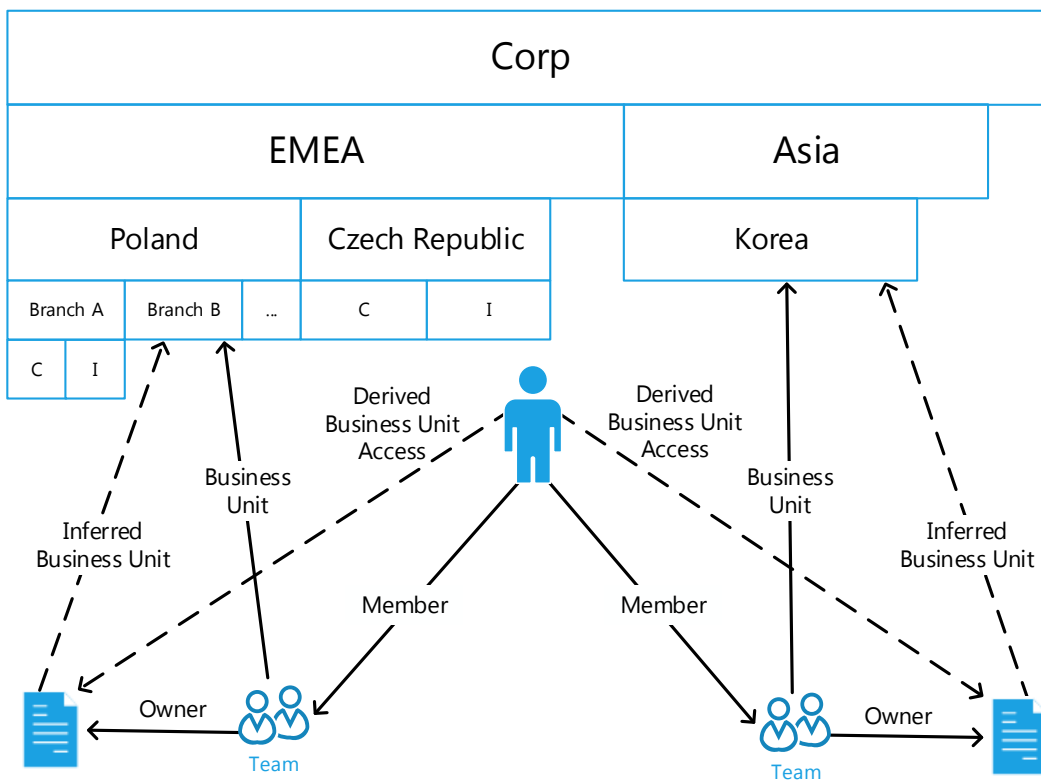 Corp
EMEA
Asia
Poland
Czech Republic
Korea
Branch A
Branch B
...
C
I
C
I
Derived
Business Unit
Access
Derived
Business Unit
Access
Business
Unit
Business
Unit
Inferred
Business Unit
Inferred
Business Unit
Member
Member
Owner
Owner
Team
Team